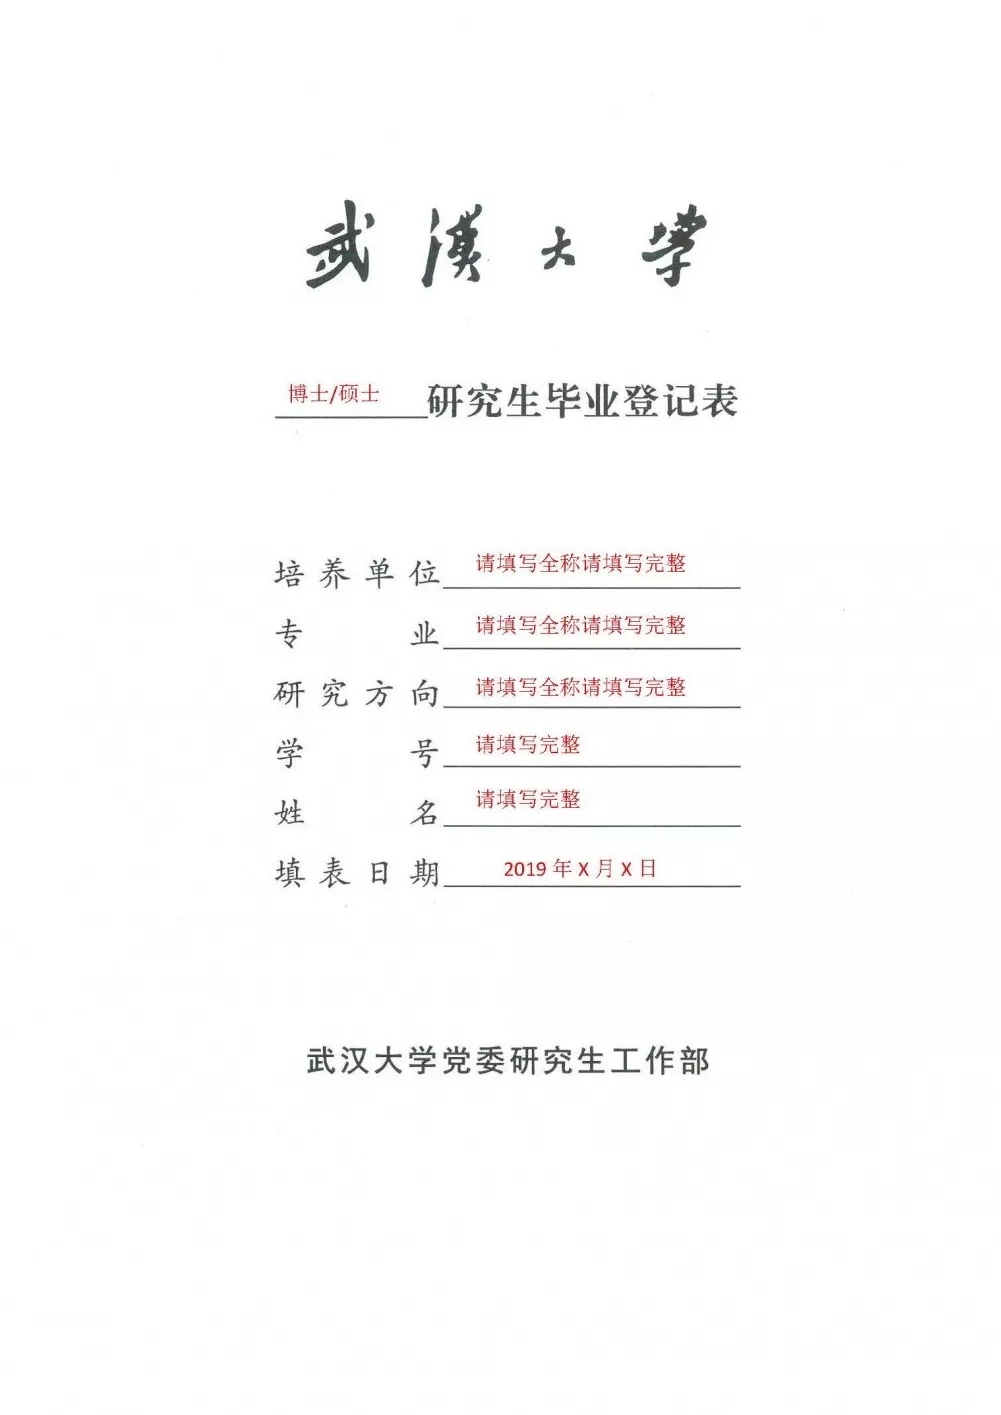 武漢大學
博士/硕士研究生毕业登记表
培养单位 请填写全称请填写完整
专业 请填写全称请填写完整
研究方向 请填写全称请填写完整
学号 请填写完整
姓名 请填写完整
填表日期 2019 年 X 月 X 日
武汉大学党委研究生工作部